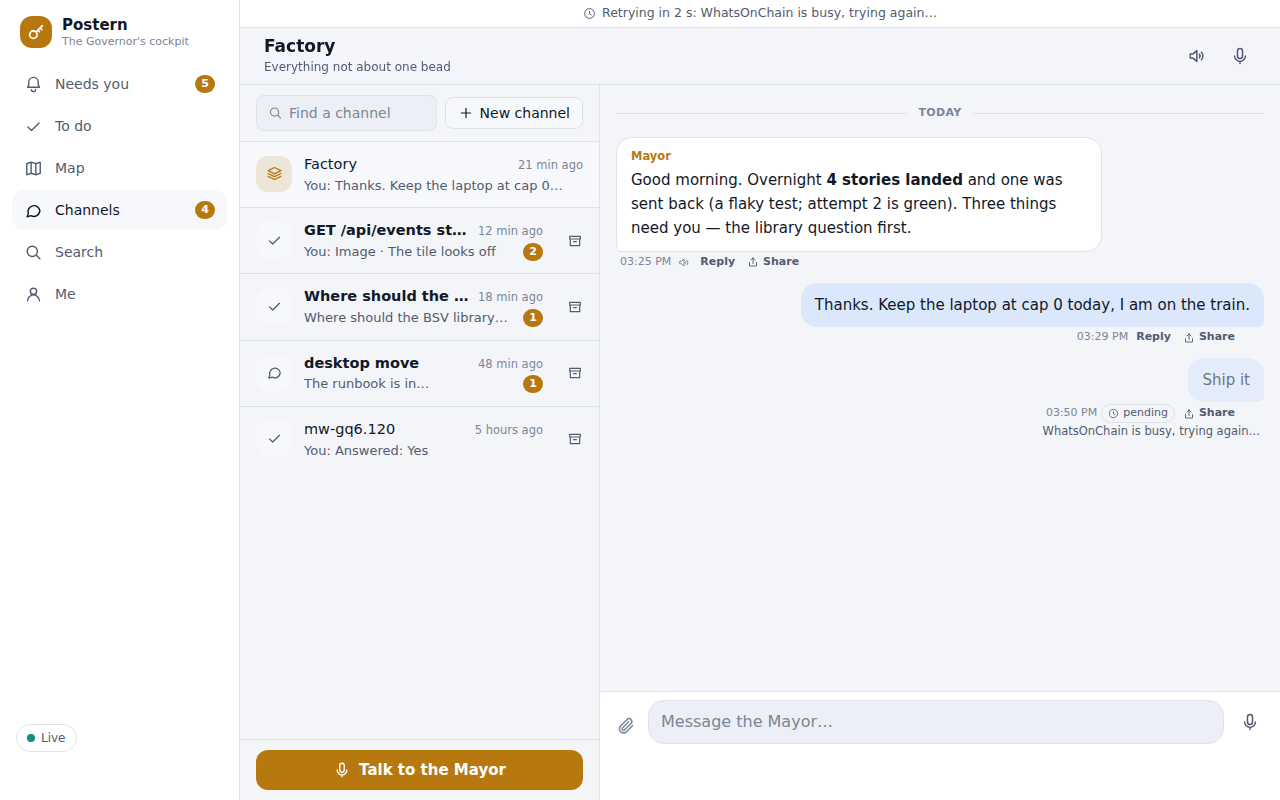 Retrying in 2 s: WhatsOnChain is busy, trying again…
Postern
The Governor's cockpit
Needs you 5
To do
Map
Channels 4
Search
Me
Live
Factory
Everything not about one bead
Find a channel
New channel
Factory 21 min ago
You: Thanks. Keep the laptop at cap 0…
GET /api/events st… 12 min ago
You: Image · The tile looks off 2
Where should the … 18 min ago
Where should the BSV library… 1
desktop move 48 min ago
The runbook is in… 1
mw-gq6.120 5 hours ago
You: Answered: Yes
Talk to the Mayor
TODAY
Mayor
Good morning. Overnight 4 stories landed and one was
sent back (a flaky test; attempt 2 is green). Three things
need you — the library question first.
03:25 PM Reply Share
Thanks. Keep the laptop at cap 0 today, I am on the train.
03:29 PM Reply Share
Ship it
03:50 PM pending Share
WhatsOnChain is busy, trying again…
Message the Mayor…